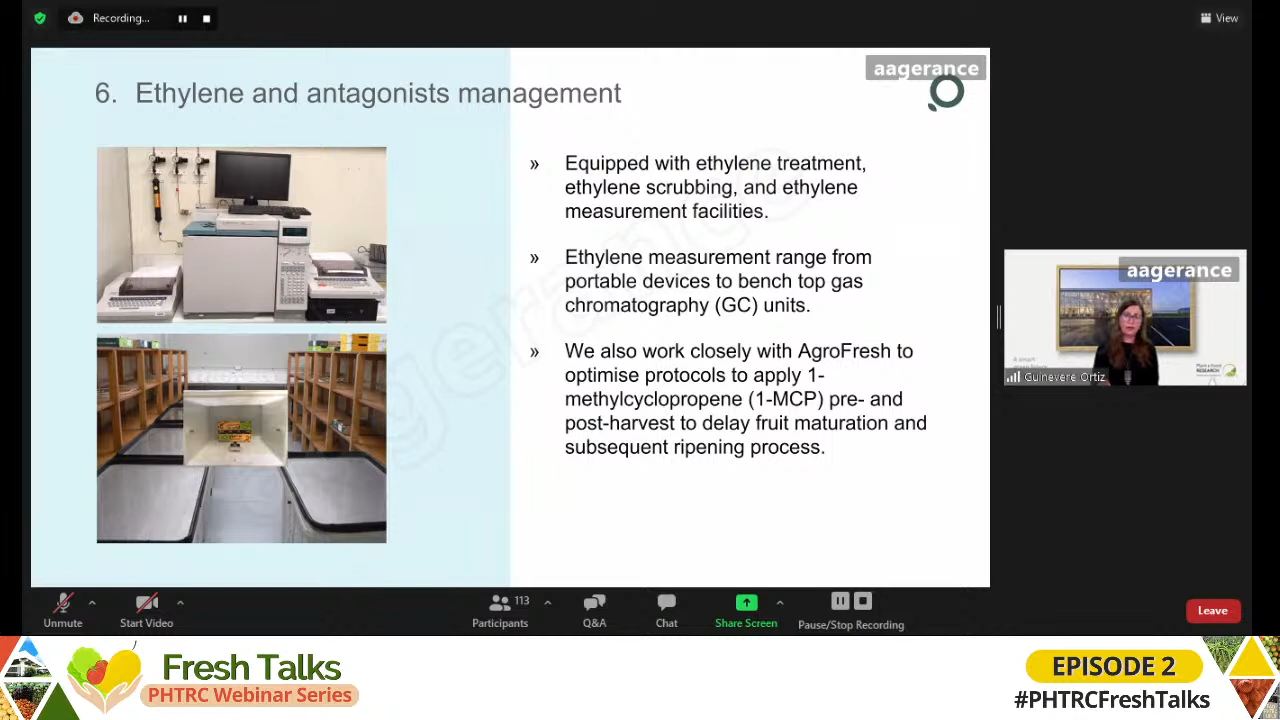 Recording...
View
aagerance
6. Ethylene and antagonists management
» Equipped with ethylene treatment,
ethylene scrubbing, and ethylene
measurement facilities.
» Ethylene measurement range from
portable devices to bench top gas
chromatography (GC) units.
» We also work closely with AgroFresh to
optimise protocols to apply 1-
methylcyclopropene (1-MCP) pre- and
post-harvest to delay fruit maturation and
subsequent ripening process.
aagerance
RESEARCH
Guinevere Ortiz
Unmute
Start Video
113
Participants
Q&A
Chat
Share Screen
Pause/Stop Recording
Leave
Fresh Talks
PHTRC Webinar Series
EPISODE 2
#PHTRCFreshTalks